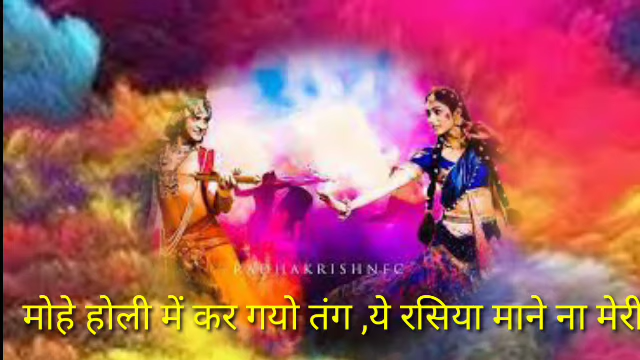 RADHAKRISHNFC
मोहे होली में कर गयो तंग ,ये रसिया माने ना मेरी